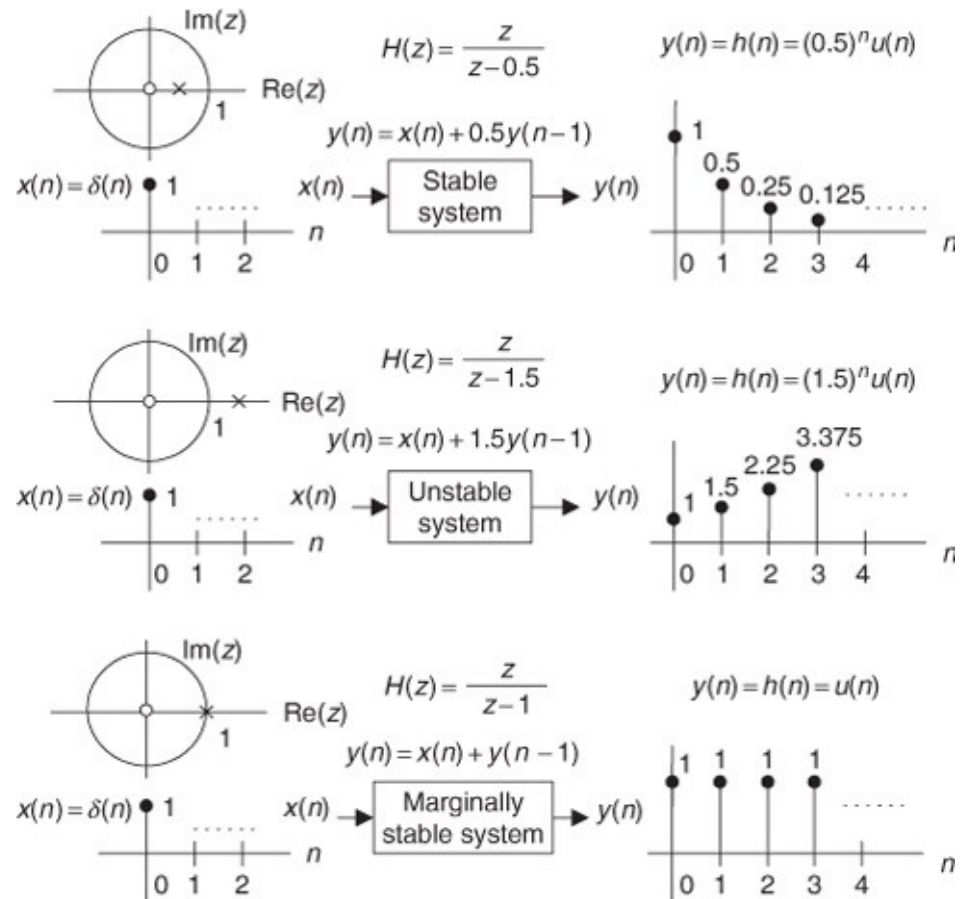 Im(z)
Re(z)
1
H(z) = z / (z−0.5)
y(n) = h(n) = (0.5)ⁿu(n)
y(n) = x(n) + 0.5y(n−1)
x(n) = δ(n) 1
x(n)
Stable
system
y(n)
1
0.5
0.25
0.125
n
0 1 2
n
0 1 2 3 4
Im(z)
Re(z)
1
H(z) = z / (z−1.5)
y(n) = h(n) = (1.5)ⁿu(n)
y(n) = x(n) + 1.5y(n−1)
x(n) = δ(n) 1
x(n)
Unstable
system
y(n)
1
1.5
2.25
3.375
n
0 1 2
n
0 1 2 3 4
Im(z)
Re(z)
1
H(z) = z / (z−1)
y(n) = h(n) = u(n)
y(n) = x(n) + y(n − 1)
x(n) = δ(n) 1
x(n)
Marginally
stable system
y(n)
1 1 1 1
n
0 1 2
n
0 1 2 3 4